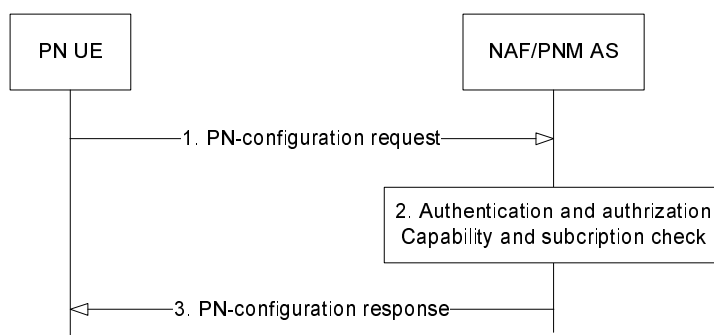 PN UE
NAF/PNM AS
1. PN-configuration request
2. Authentication and authrization
Capability and subcription check
3. PN-configuration response